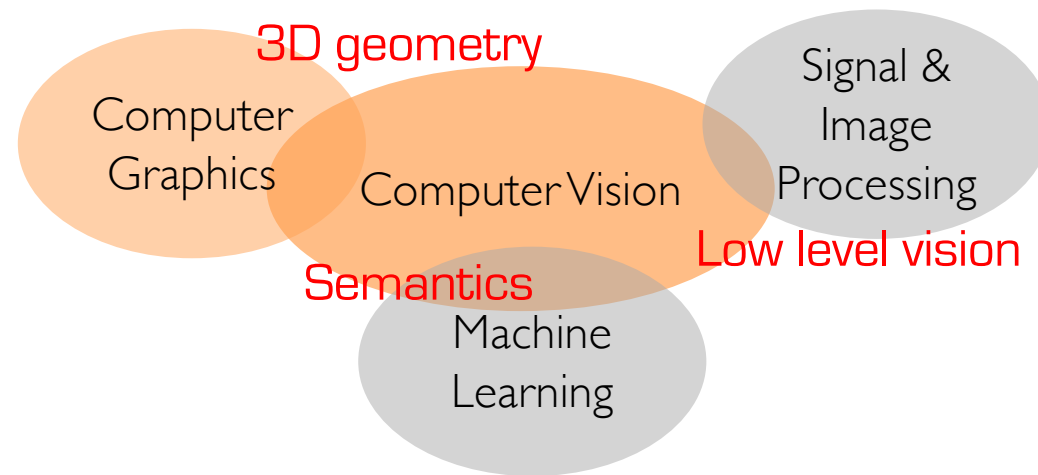 3D geometry
Computer
Graphics
Computer Vision
Signal &
Image
Processing
Low level vision
Semantics
Machine
Learning